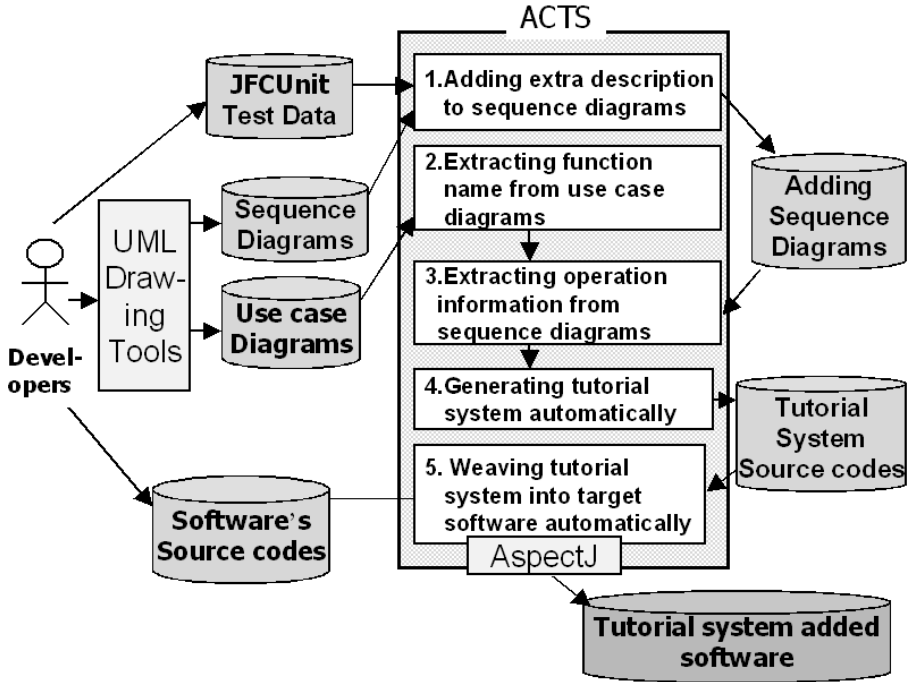 ACTS
JFCUnit
Test Data
1.Adding extra description
to sequence diagrams
2.Extracting function
name from use case
diagrams
Adding
Sequence
Diagrams
Sequence
Diagrams
UML
Draw-
ing
Tools
3.Extracting operation
information from
sequence diagrams
Use case
Diagrams
Devel-
opers
4.Generating tutorial
system automatically
Tutorial
System
Source codes
5. Weaving tutorial
system into target
software automatically
Software's
Source codes
AspectJ
Tutorial system added
software